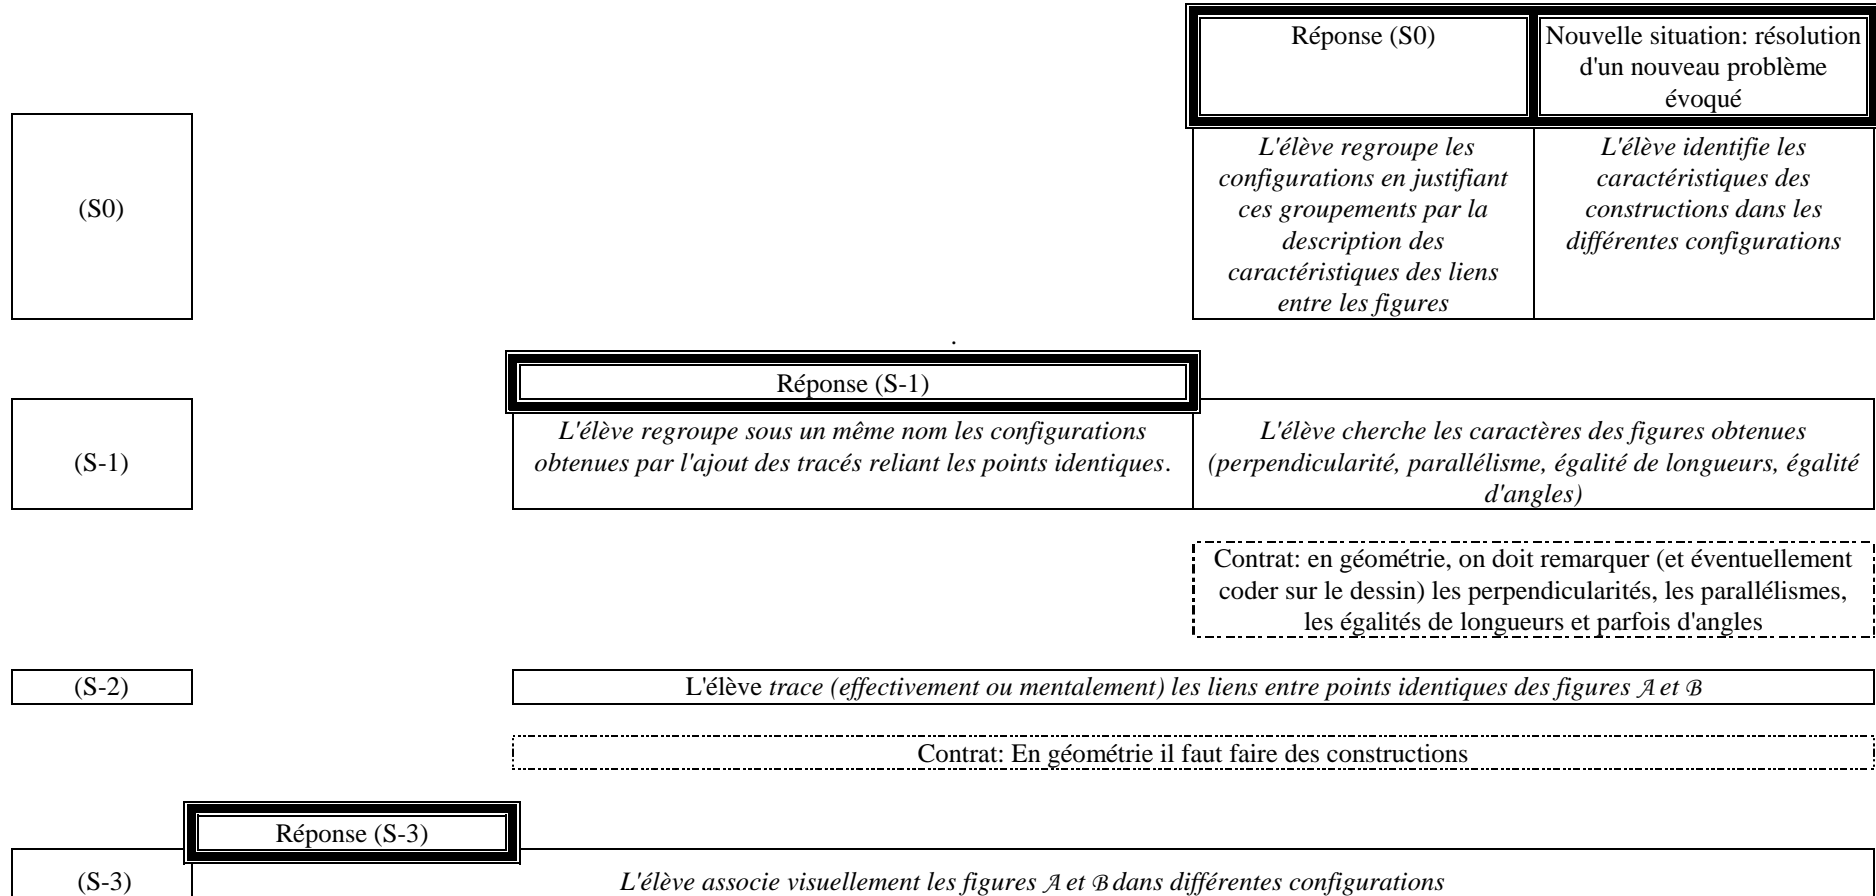 Réponse (S0)
Nouvelle situation: résolution
d'un nouveau problème
évoqué
(S0)
L'élève regroupe les
configurations en justifiant
ces groupements par la
description des
caractéristiques des liens
entre les figures
L'élève identifie les
caractéristiques des
constructions dans les
différentes configurations
.
Réponse (S-1)
(S-1)
L'élève regroupe sous un même nom les configurations
obtenues par l'ajout des tracés reliant les points identiques.
L'élève cherche les caractères des figures obtenues
(perpendicularité, parallélisme, égalité de longueurs, égalité
d'angles)
Contrat: en géométrie, on doit remarquer (et éventuellement
coder sur le dessin) les perpendicularités, les parallélismes,
les égalités de longueurs et parfois d'angles
(S-2)
L'élève trace (effectivement ou mentalement) les liens entre points identiques des figures A et B
Contrat: En géométrie il faut faire des constructions
Réponse (S-3)
(S-3)
L'élève associe visuellement les figures A et B dans différentes configurations